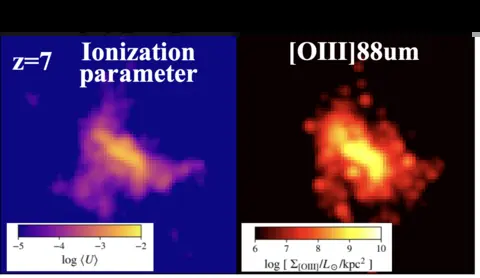 z=7
Ionization
parameter
[OIII]88um
−5 −4 −3 −2
log ⟨U⟩
6 7 8 9 10
log [ Σ[OIII]/L⊙/kpc² ]